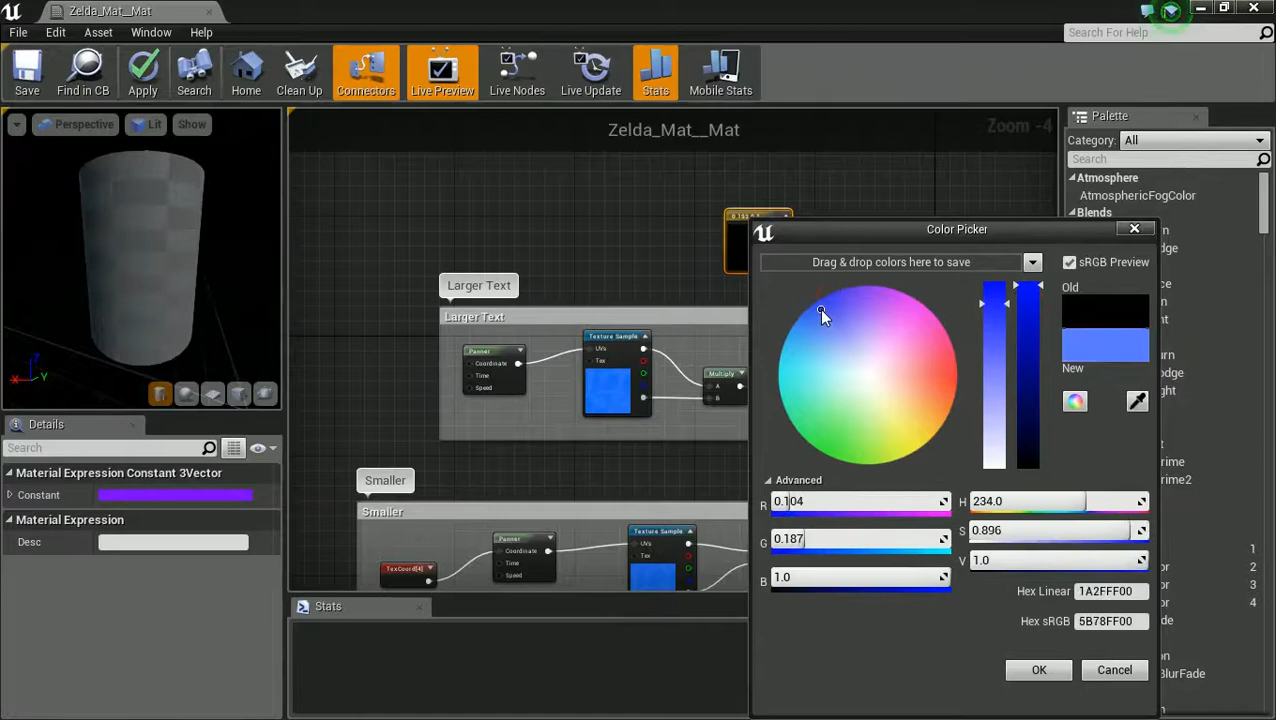 Zelda_Mat__Mat
File Edit Asset Window Help
Search For Help
Save Find in CB Apply Search Home Clean Up Connectors Live Preview Live Nodes Live Update Stats Mobile Stats
Perspective Lit Show
Zelda_Mat__Mat
Zoom -4
Palette
Category: All
Search
Atmosphere
AtmosphericFogColor
Blends
X
Y
Z
Details
Search
Material Expression Constant 3Vector
Constant
Material Expression
Desc
Larger Text
Larger Text
Panner
Coordinate
Time
Speed
Texture Sample
UVs
Tex
Multiply
A
B
Smaller
Smaller
TexCoord[4]
Panner
Coordinate
Time
Speed
Texture Sample
UVs
Tex
Stats
Color Picker
Drag & drop colors here to save
sRGB Preview
Old
New
Advanced
R 0.104
G 0.187
B 1.0
H 234.0
S 0.896
V 1.0
Hex Linear 1A2FFF00
Hex sRGB 5B78FF00
OK Cancel
1
2
3
4